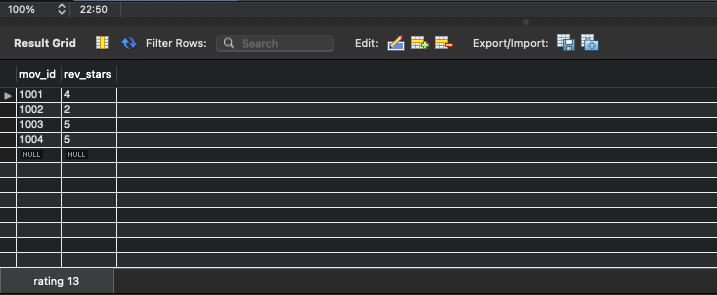 100% 22:50
Result Grid Filter Rows: Search Edit: Export/Import:
mov_id rev_stars
1001 4
1002 2
1003 5
1004 5
NULL NULL
rating 13